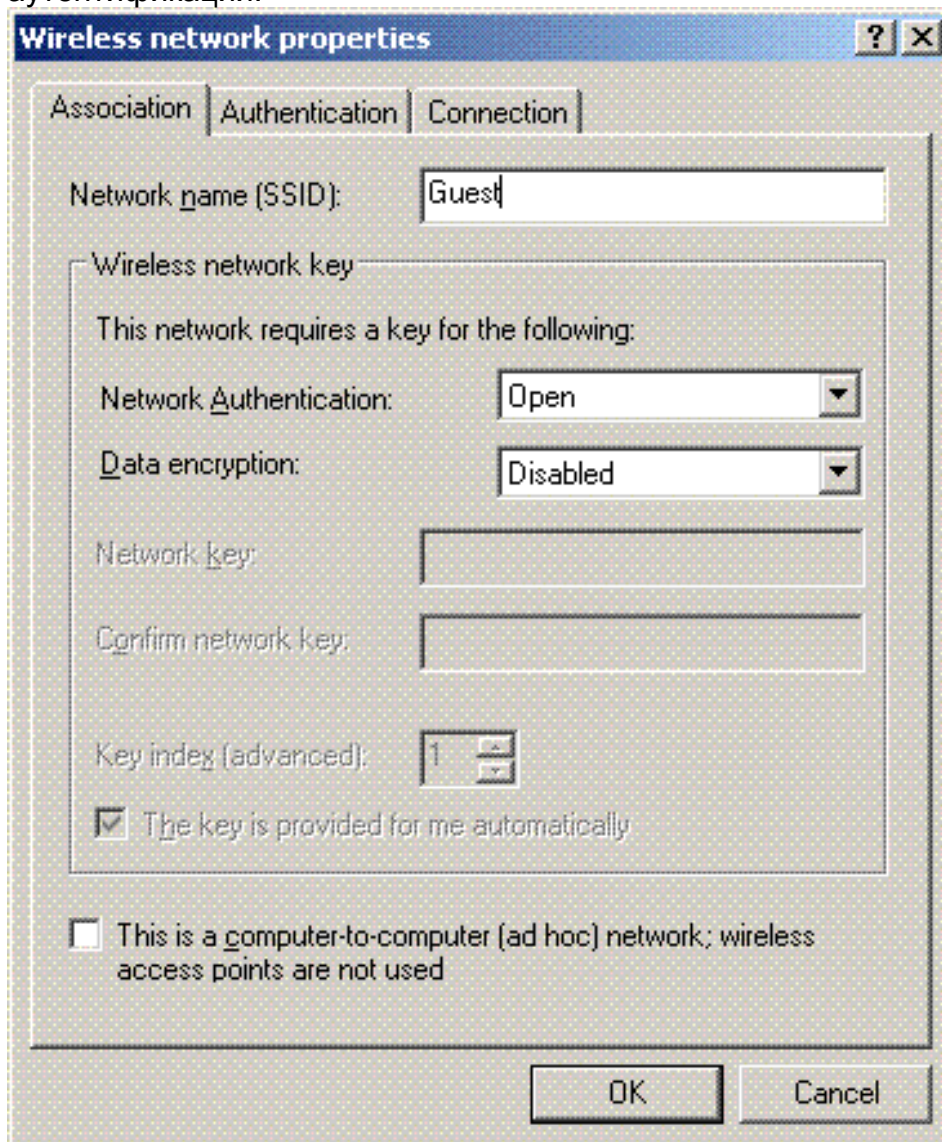 аутентификации.
Wireless network properties
Association Authentication Connection
Network name (SSID): Guest
Wireless network key
This network requires a key for the following:
Network Authentication: Open
Data encryption: Disabled
Network key:
Confirm network key:
Key index (advanced): 1
The key is provided for me automatically
This is a computer-to-computer (ad hoc) network; wireless
access points are not used
OK Cancel